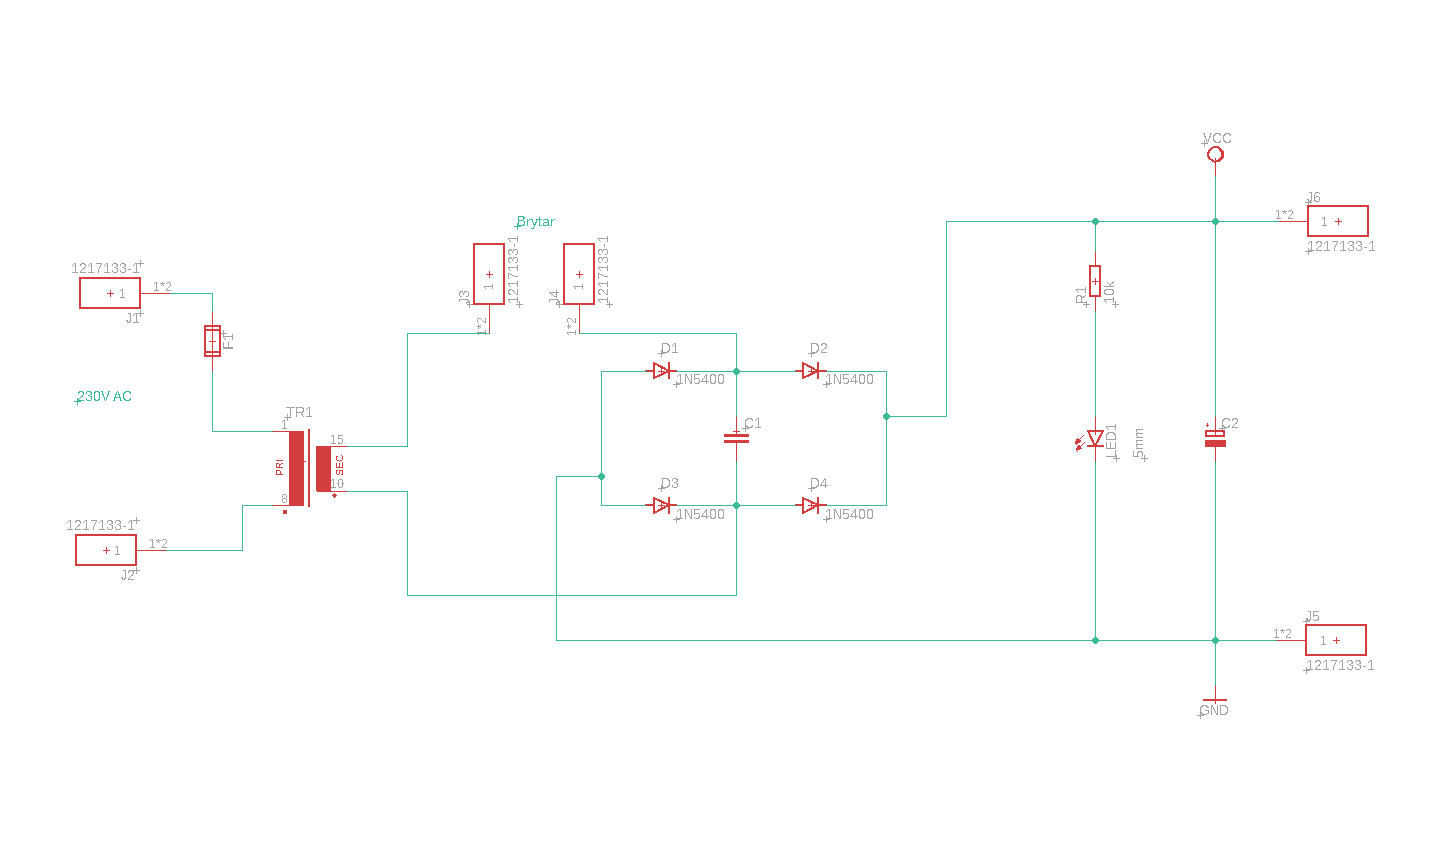 VCC
J6
1*2
1
1217133-1
Brytar
J3
1
1217133-1
1*2
J4
1
1217133-1
1*2
1217133-1
1
1*2
J1
F1
230V AC
TR1
1
8
PRI
SEC
15
10
1217133-1
1
1*2
J2
D1
1N5400
D2
1N5400
C1
D3
1N5400
D4
1N5400
R1
10k
LED1
5mm
C2
J5
1*2
1
1217133-1
GND